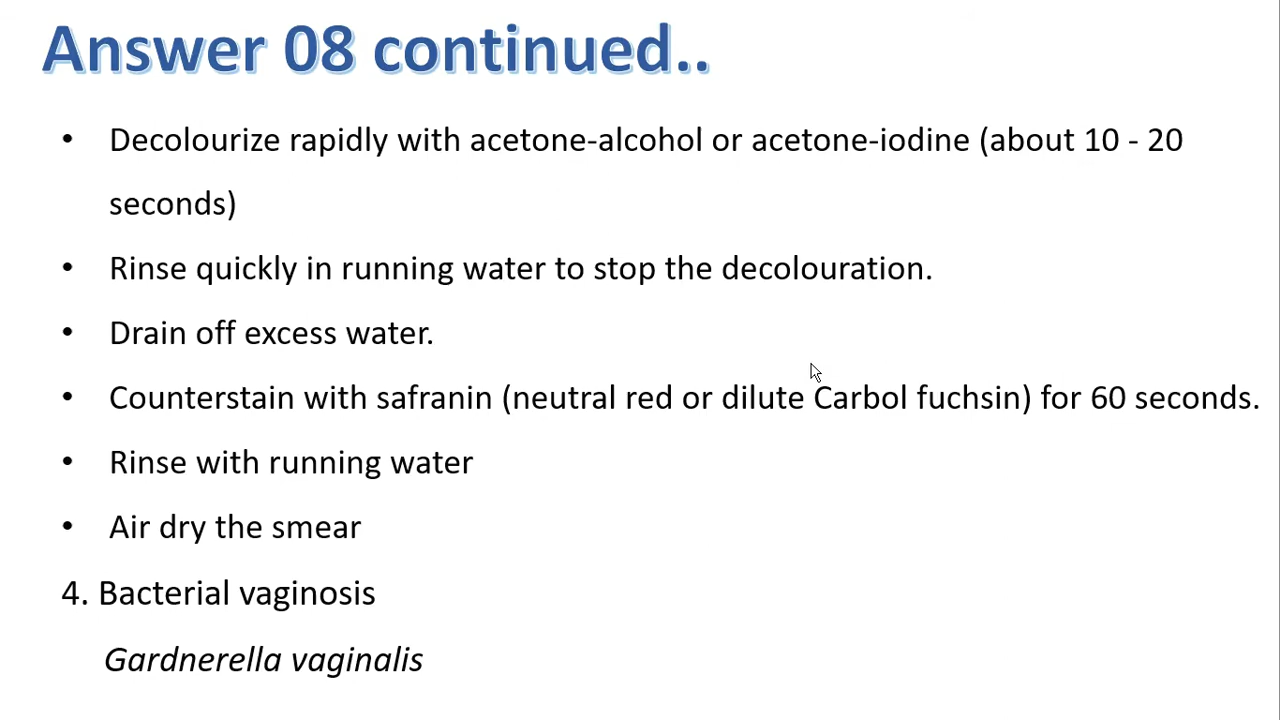 Answer 08 continued..
• Decolourize rapidly with acetone-alcohol or acetone-iodine (about 10 - 20
seconds)
• Rinse quickly in running water to stop the decolouration.
• Drain off excess water.
• Counterstain with safranin (neutral red or dilute Carbol fuchsin) for 60 seconds.
• Rinse with running water
• Air dry the smear
4. Bacterial vaginosis
Gardnerella vaginalis